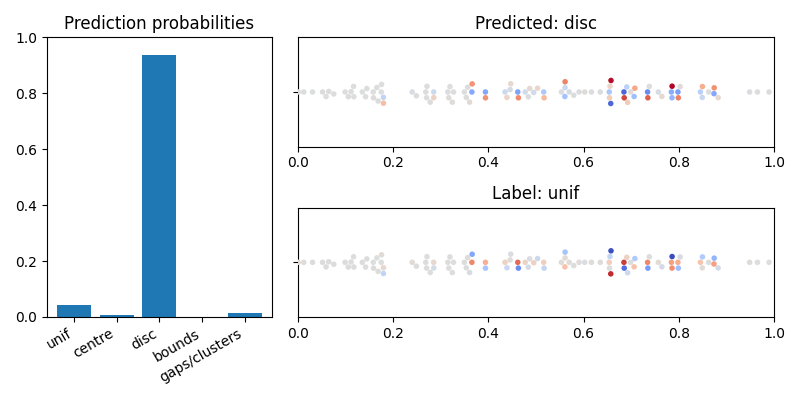 Prediction probabilities
1.0
0.8
0.6
0.4
0.2
0.0
unif
centre
disc
bounds
gaps/clusters
Predicted: disc
0.0 0.2 0.4 0.6 0.8 1.0
Label: unif
0.0 0.2 0.4 0.6 0.8 1.0